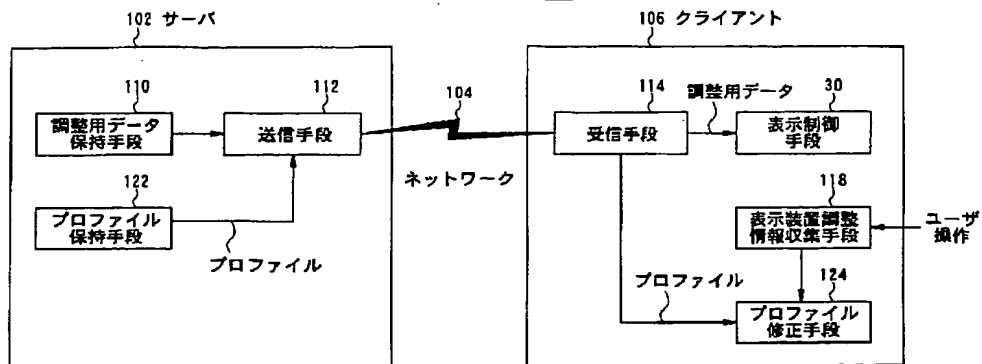 102 サーバ
106 クライアント
110
調整用データ
保持手段
112
送信手段
104
ネットワーク
122
プロファイル
保持手段
プロファイル
114
受信手段
調整用データ
30
表示制御
手段
118
表示装置調整
情報収集手段
ユーザ
操作
プロファイル
124
プロファイル
修正手段